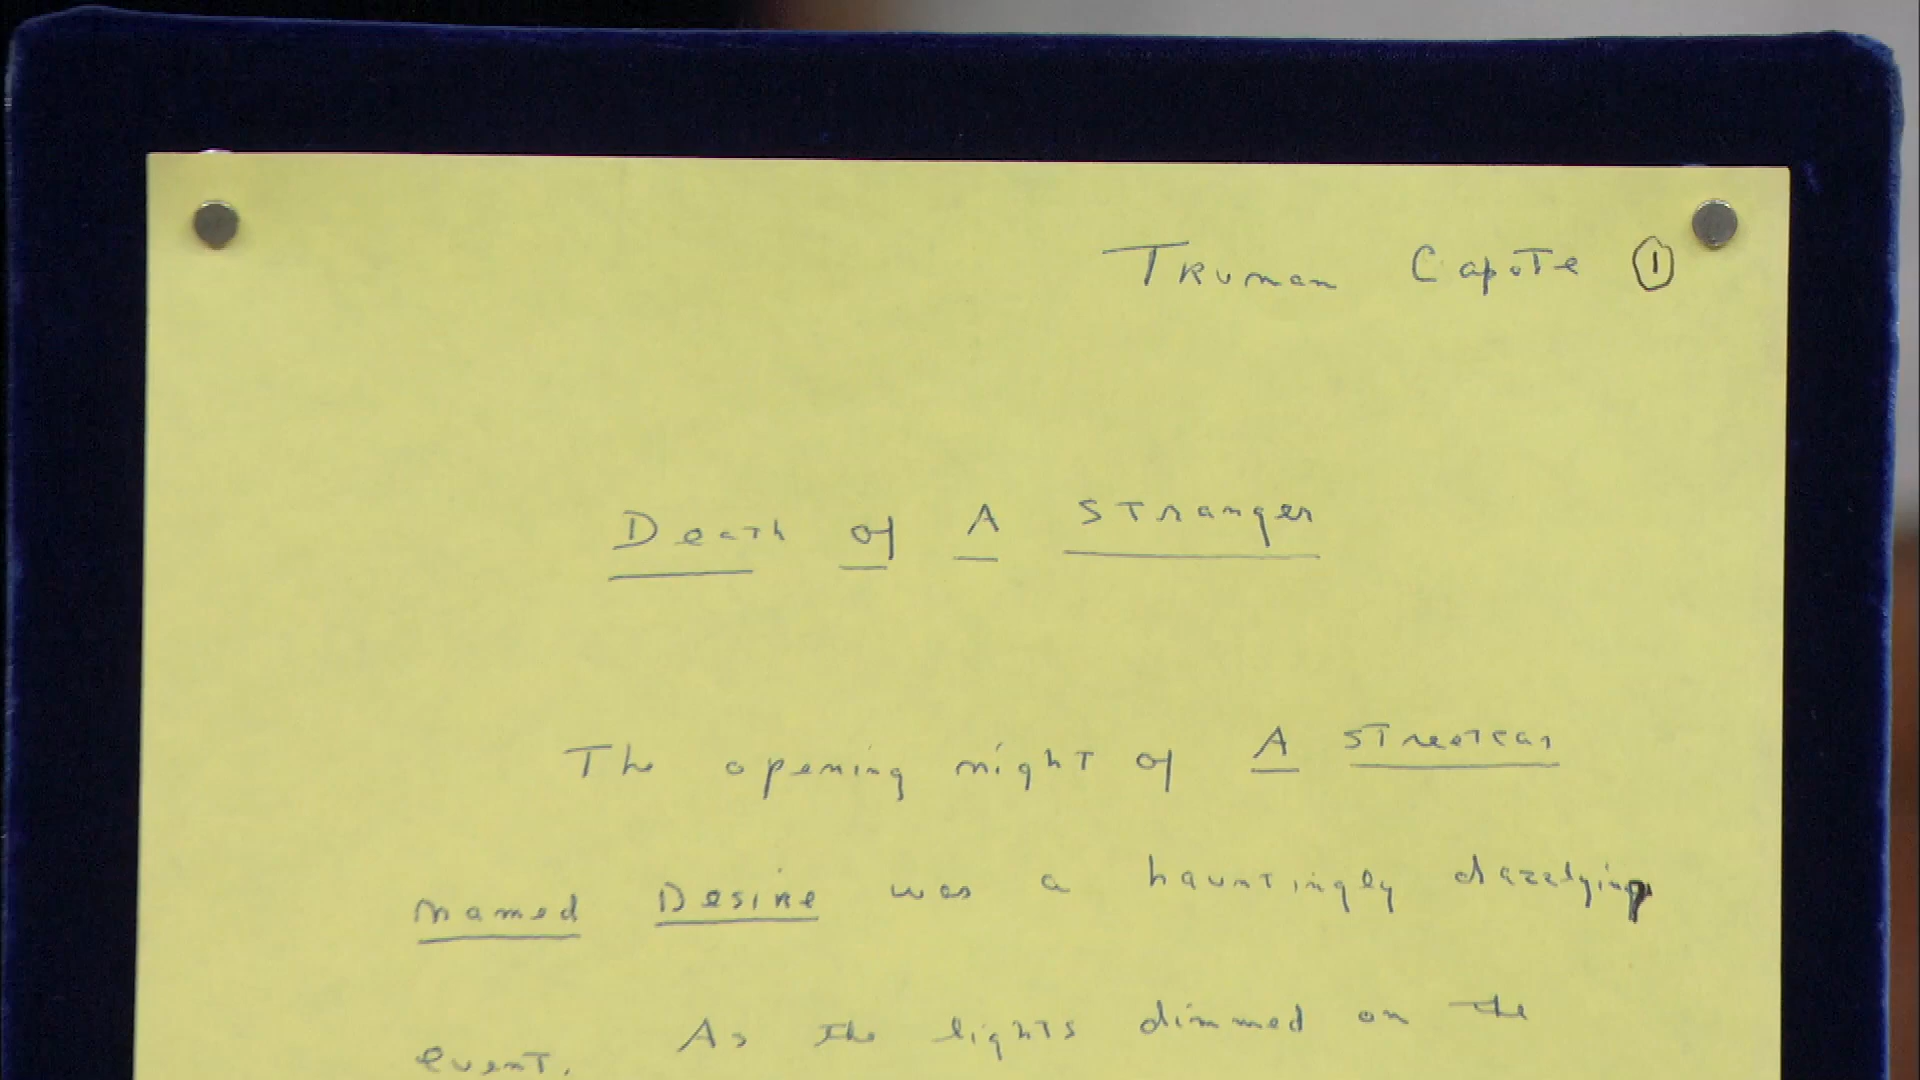 Truman Capote ①
Death of A Stranger
The opening night of A Streetcar
named Desire was a hauntingly dazzlying
event. As the lights dimmed on the